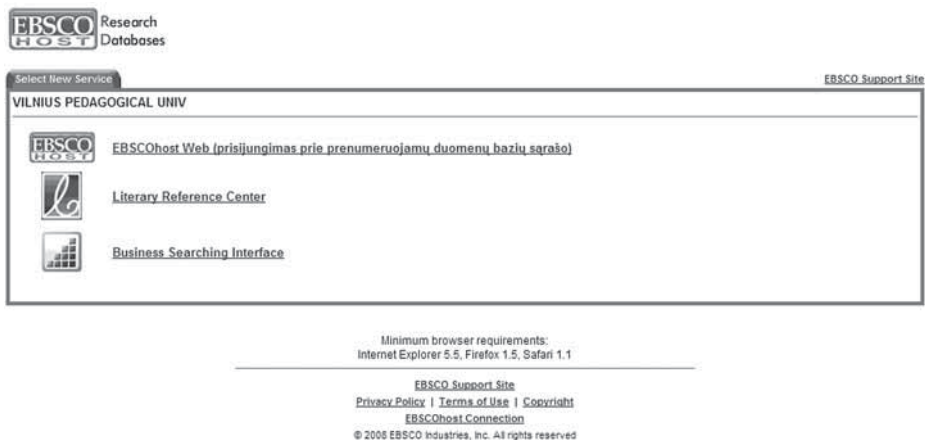 EBSCO Research
HOST Databases
Select New Service
EBSCO Support Site
VILNIUS PEDAGOGICAL UNIV
EBSCO
HOST
EBSCOhost Web (prisijungimas prie prenumeruojamų duomenų bazių sąrašo)
Literary Reference Center
Business Searching Interface
Minimum browser requirements:
Internet Explorer 5.5, Firefox 1.5, Safari 1.1
EBSCO Support Site
Privacy Policy | Terms of Use | Copyright
EBSCOhost Connection
© 2008 EBSCO Industries, Inc. All rights reserved